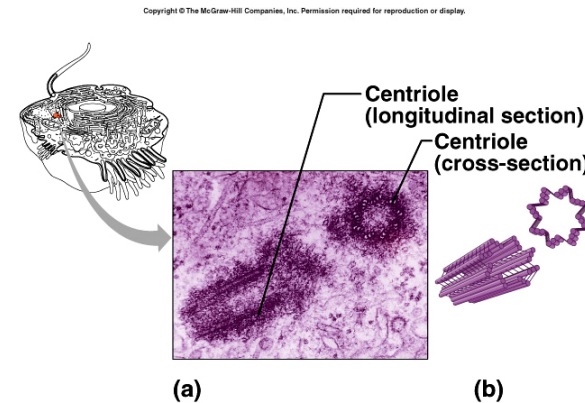 Copyright © The McGraw-Hill Companies, Inc. Permission required for reproduction or display.
Centriole
(longitudinal section)
Centriole
(cross-section)
(a)
(b)